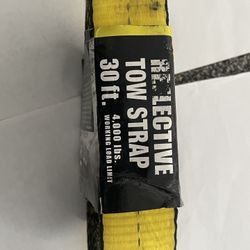 REFLECTIVE
TOW STRAP
30 ft.
4,000 lbs.
WORKING LOAD LIMIT